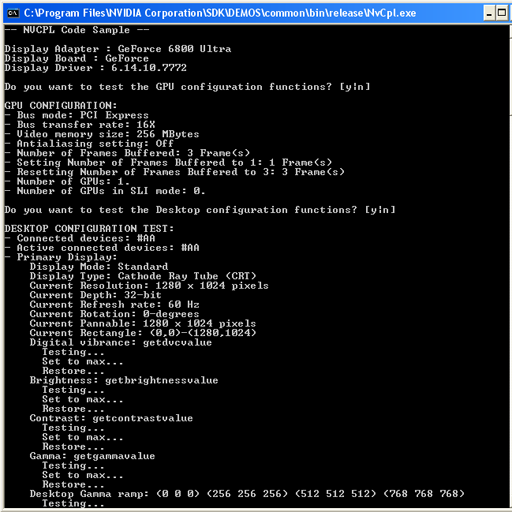 C:\Program Files\NVIDIA Corporation\SDK\DEMOS\common\bin\release\NvCpl.exe
-- NVCPL Code Sample --
Display Adapter : GeForce 6800 Ultra
Display Board : GeForce
Display Driver : 6.14.10.7772
Do you want to test the GPU configuration functions? [y|n]
GPU CONFIGURATION:
- Bus mode: PCI Express
- Bus transfer rate: 16X
- Video memory size: 256 MBytes
- Antialiasing setting: Off
- Number of Frames Buffered: 3 Frame(s)
- Setting Number of Frames Buffered to 1: 1 Frame(s)
- Resetting Number of Frames Buffered to 3: 3 Frame(s)
- Number of GPUs: 1.
- Number of GPUs in SLI mode: 0.
Do you want to test the Desktop configuration functions? [y|n]
DESKTOP CONFIGURATION TEST:
- Connected devices: #AA
- Active connected devices: #AA
- Primary Display:
Display Mode: Standard
Display Type: Cathode Ray Tube (CRT)
Current Resolution: 1280 x 1024 pixels
Current Depth: 32-bit
Current Refresh rate: 60 Hz
Current Rotation: 0-degrees
Current Pannable: 1280 x 1024 pixels
Current Rectangle: (0,0)-(1280,1024)
Digital vibrance: getdvcvalue
Testing...
Set to max...
Restore...
Brightness: getbrightnessvalue
Testing...
Set to max...
Restore...
Contrast: getcontrastvalue
Testing...
Set to max...
Restore...
Gamma: getgammavalue
Testing...
Set to max...
Restore...
Desktop Gamma ramp: (0 0 0) (256 256 256) (512 512 512) (768 768 768)
Testing...